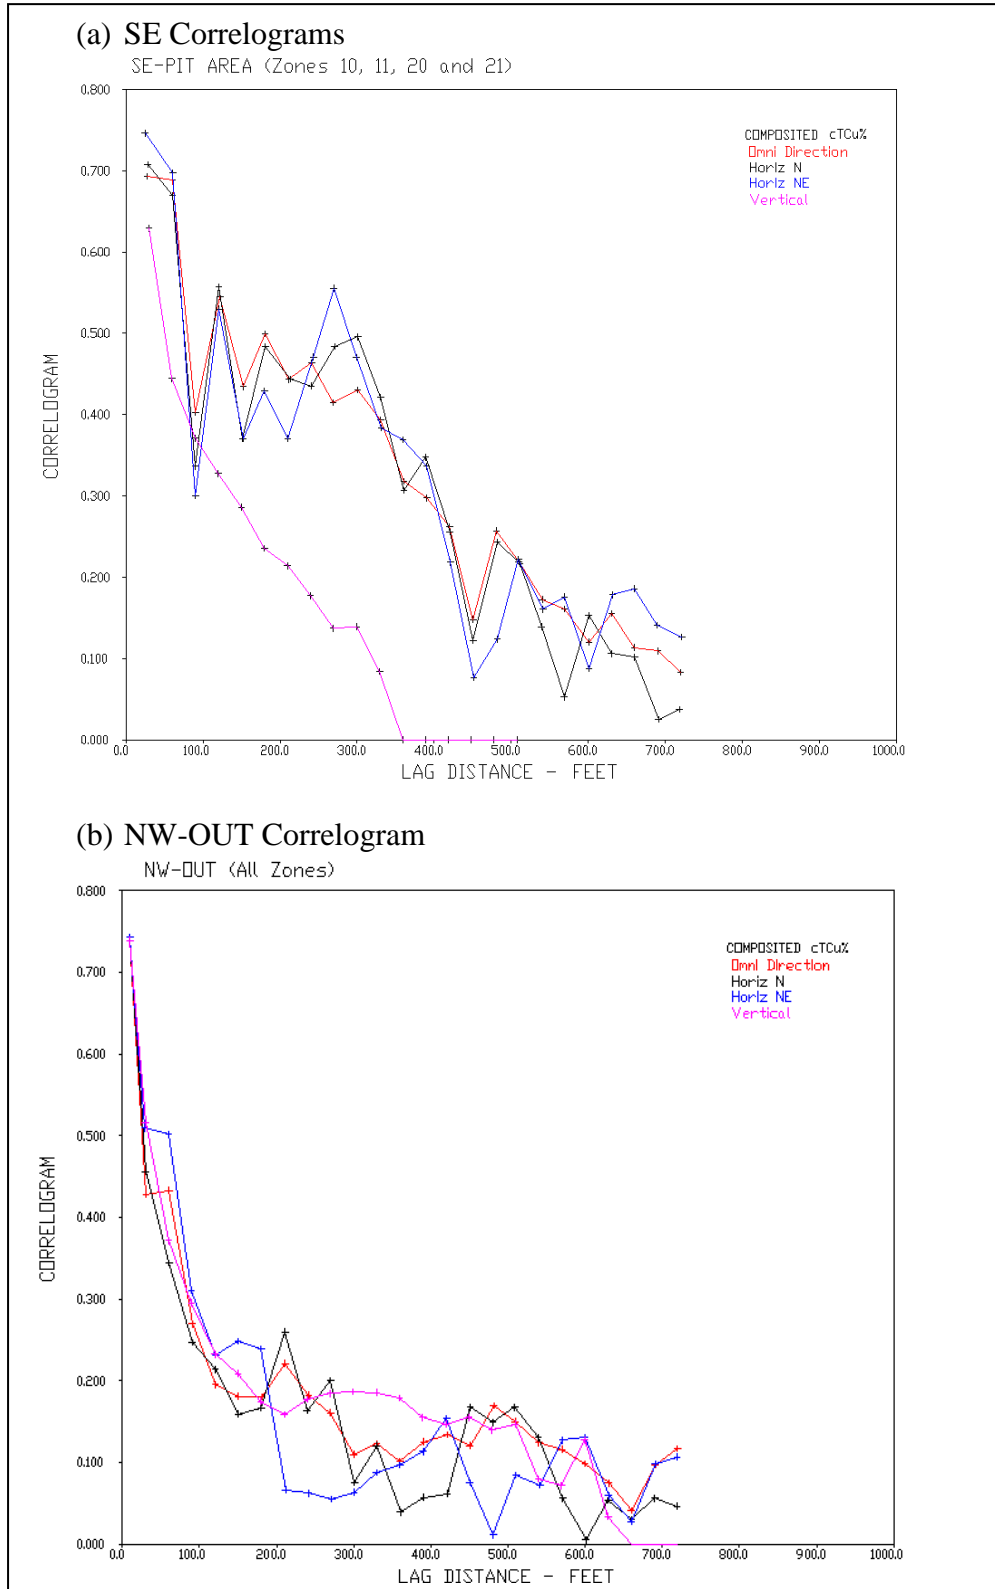 (a) SE Correlograms
SE-PIT AREA (Zones 10, 11, 20 and 21)
0.800
0.700
0.600
0.500
0.400
0.300
0.200
0.100
0.000
CORRELOGRAM
COMPOSITED cTCu%
Omni Direction
Horiz N
Horiz NE
Vertical
0.0 100.0 200.0 300.0 400.0 500.0 600.0 700.0 800.0 900.0 1000.0
LAG DISTANCE - FEET
(b) NW-OUT Correlogram
NW-OUT (All Zones)
0.800
0.700
0.600
0.500
0.400
0.300
0.200
0.100
0.000
CORRELOGRAM
COMPOSITED cTCu%
Omni Direction
Horiz N
Horiz NE
Vertical
0.0 100.0 200.0 300.0 400.0 500.0 600.0 700.0 800.0 900.0 1000.0
LAG DISTANCE - FEET